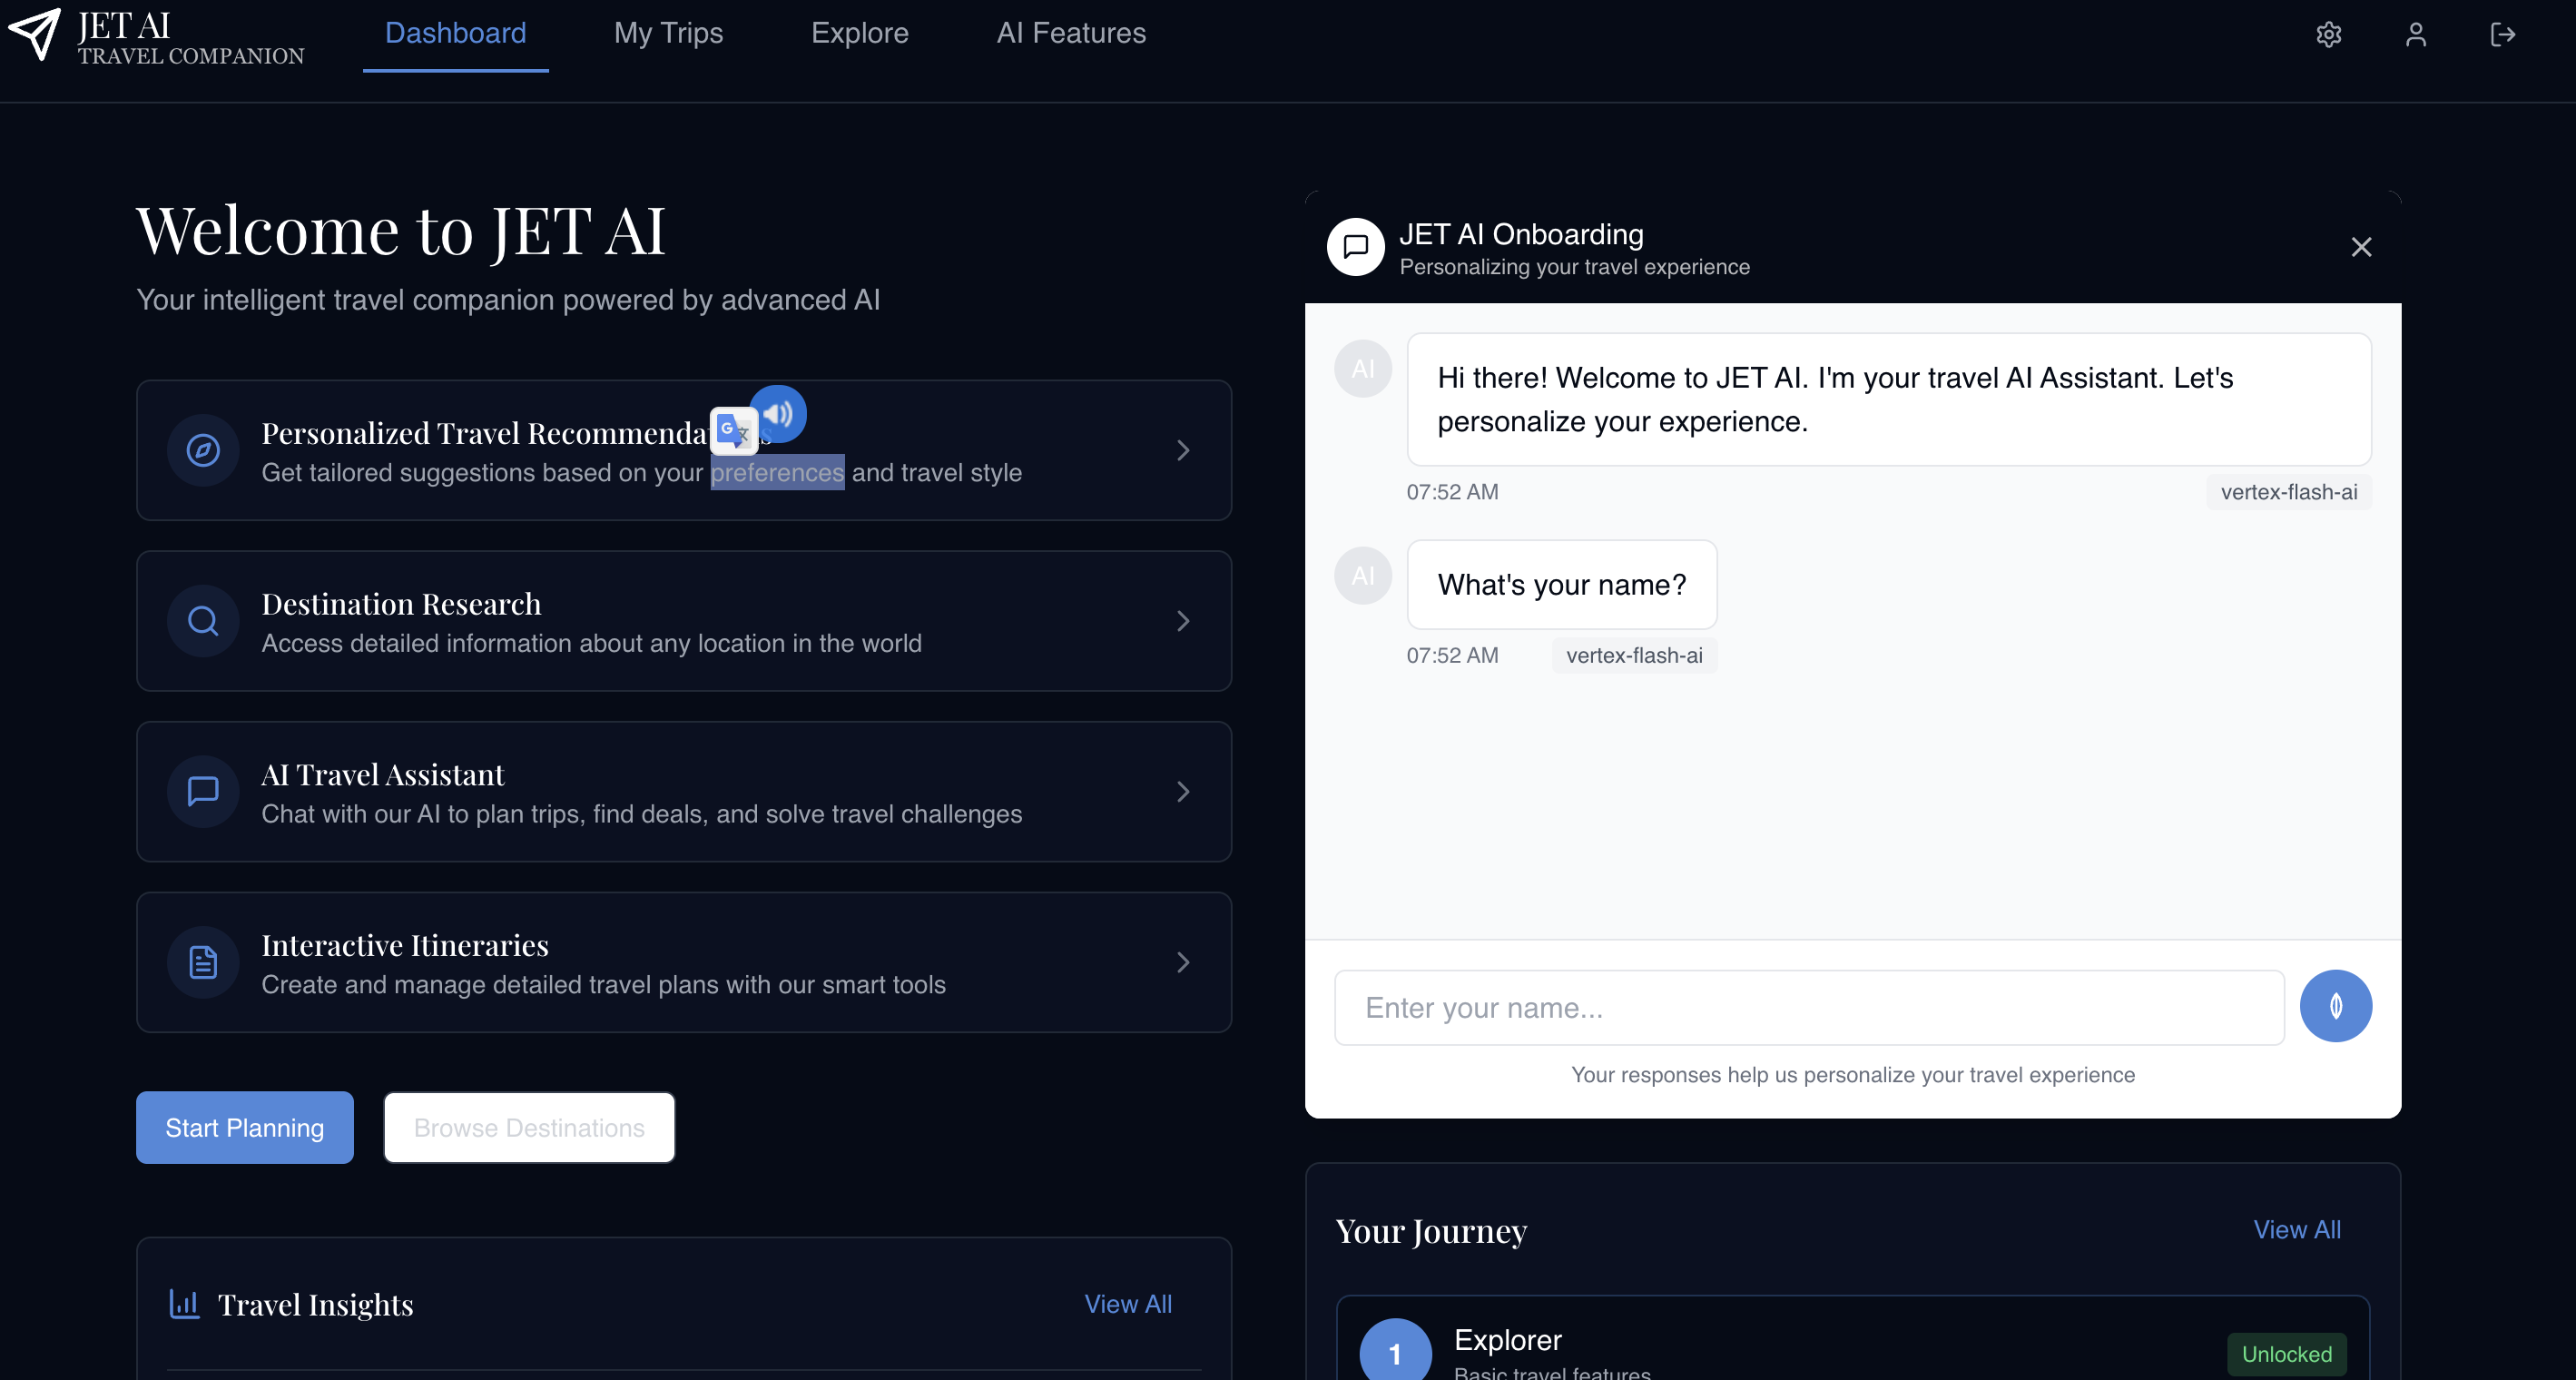 JET AI
TRAVEL COMPANION
Dashboard
My Trips
Explore
AI Features
Welcome to JET AI
Your intelligent travel companion powered by advanced AI
Personalized Travel
Get tailored suggestions based on your preferences and travel style
Destination Research
Access detailed information about any location in the world
AI Travel Assistant
Chat with our AI to plan trips, find deals, and solve travel challenges
Interactive Itineraries
Create and manage detailed travel plans with our smart tools
Start Planning
Browse Destinations
Travel Insights
View All
JET AI Onboarding
Personalizing your travel experience
AI
Hi there! Welcome to JET AI. I'm your travel AI Assistant. Let's
personalize your experience.
07:52 AM
vertex-flash-ai
AI
What's your name?
07:52 AM
vertex-flash-ai
Enter your name...
Your responses help us personalize your travel experience
Your Journey
View All
1
Explorer
Unlocked
Basic travel features